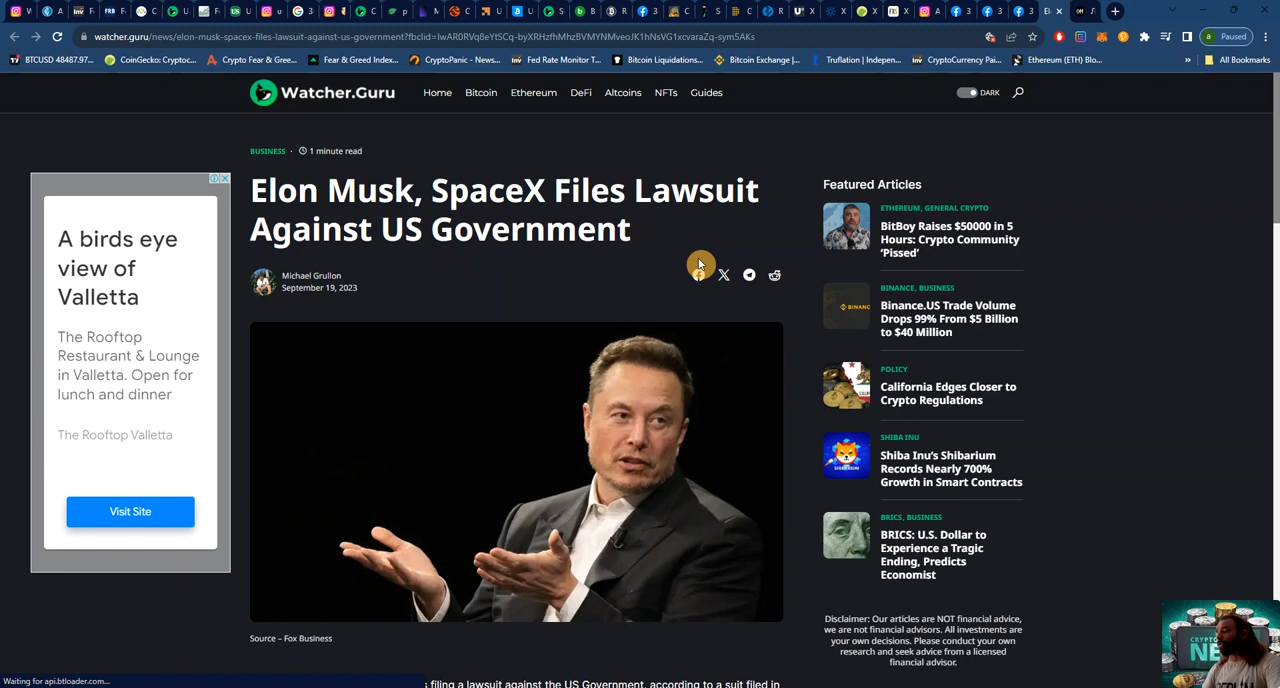 watcher.guru/news/elon-musk-spacex-files-lawsuit-against-us-government?fbclid=IwAR0RVq8eYtSCq-byXRHzfhMhzBVMYNMveoJK1hNsVG1xcvaraZq-sym5AKs
a Paused
BTCUSD 48487.97...
CoinGecko: Cryptoc...
Crypto Fear & Gree...
Fear & Greed Index...
CryptoPanic - News...
Fed Rate Monitor T...
Bitcoin Liquidations...
Bitcoin Exchange |...
Truflation | Indepen...
CryptoCurrency Pai...
Ethereum (ETH) Blo...
» All Bookmarks
Watcher.Guru
Home Bitcoin Ethereum DeFi Altcoins NFTs Guides
DARK
BUSINESS · 1 minute read
Elon Musk, SpaceX Files Lawsuit
Against US Government
Michael Grullon
September 19, 2023
A birds eye
view of
Valletta
The Rooftop
Restaurant & Lounge
in Valletta. Open for
lunch and dinner
The Rooftop Valletta
Visit Site
Source – Fox Business
s filing a lawsuit against the US Government, according to a suit filed in
Featured Articles
ETHEREUM, GENERAL CRYPTO
BitBoy Raises $50000 in 5
Hours: Crypto Community
'Pissed'
BINANCE, BUSINESS
Binance.US Trade Volume
Drops 99% From $5 Billion
to $40 Million
POLICY
California Edges Closer to
Crypto Regulations
SHIBA INU
Shiba Inu's Shibarium
Records Nearly 700%
Growth in Smart Contracts
BRICS, BUSINESS
BRICS: U.S. Dollar to
Experience a Tragic
Ending, Predicts
Economist
Disclaimer: Our articles are NOT financial advice,
we are not financial advisors. All investments are
your own decisions. Please conduct your own
research and seek advice from a licensed
financial advisor.
Waiting for api.btloader.com...